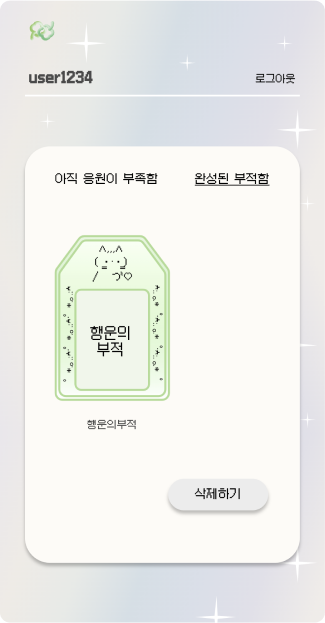 user1234
로그아웃
아직 응원이 부족함
완성된 부적함
행운의
부적
행운의부적
삭제하기